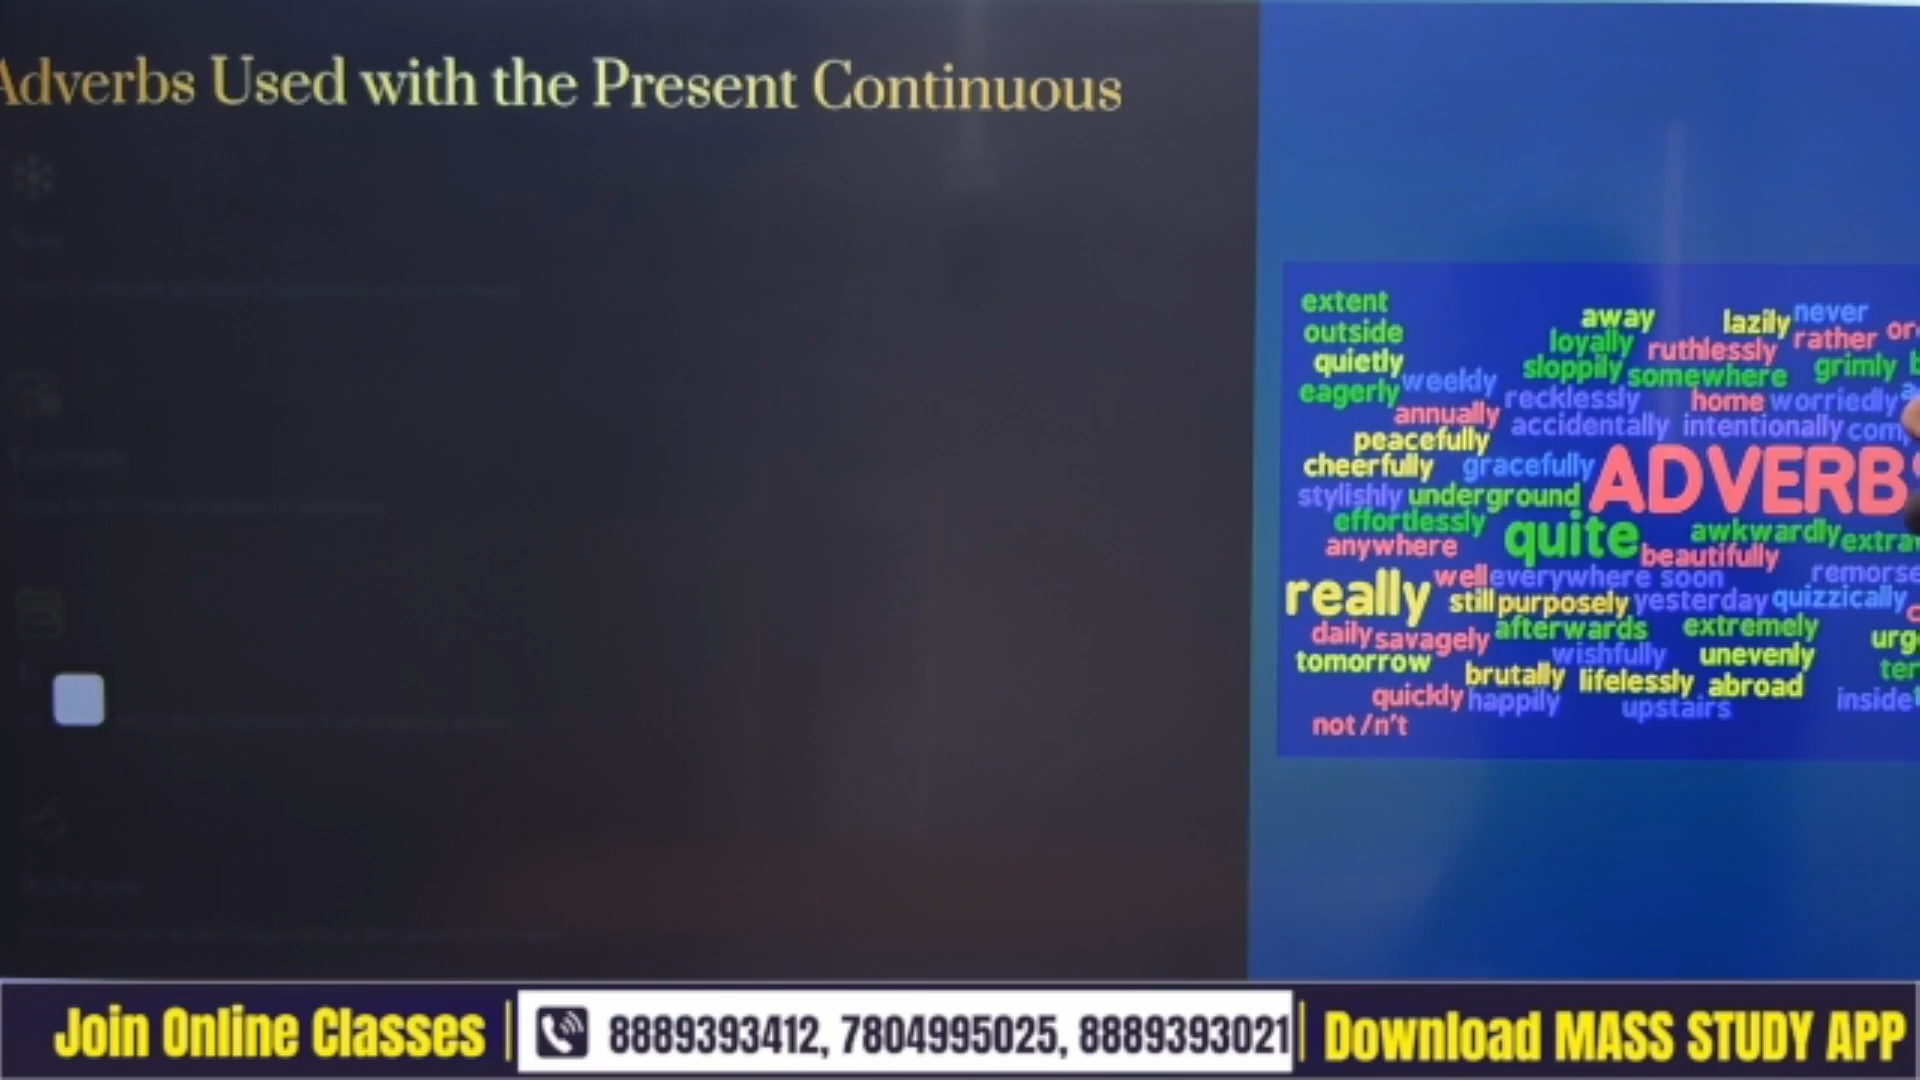 Adverbs Used with the Present Continuous
extent
outside
quietly
eagerly weekly
annually
peacefully
cheerfully gracefully
stylishly underground
effortlessly
anywhere
away lazily never
loyally ruthlessly rather
sloppily somewhere grimly
recklessly home worriedly
accidentally intentionally
ADVERBS
quite awkwardly
beautifully
really well everywhere soon
still purposely yesterday quizzically
daily savagely afterwards extremely
tomorrow wishfully unevenly
brutally lifelessly abroad
quickly happily upstairs inside
not/n't
Join Online Classes | 8889393412, 7804995025, 8889393021 | Download MASS STUDY APP